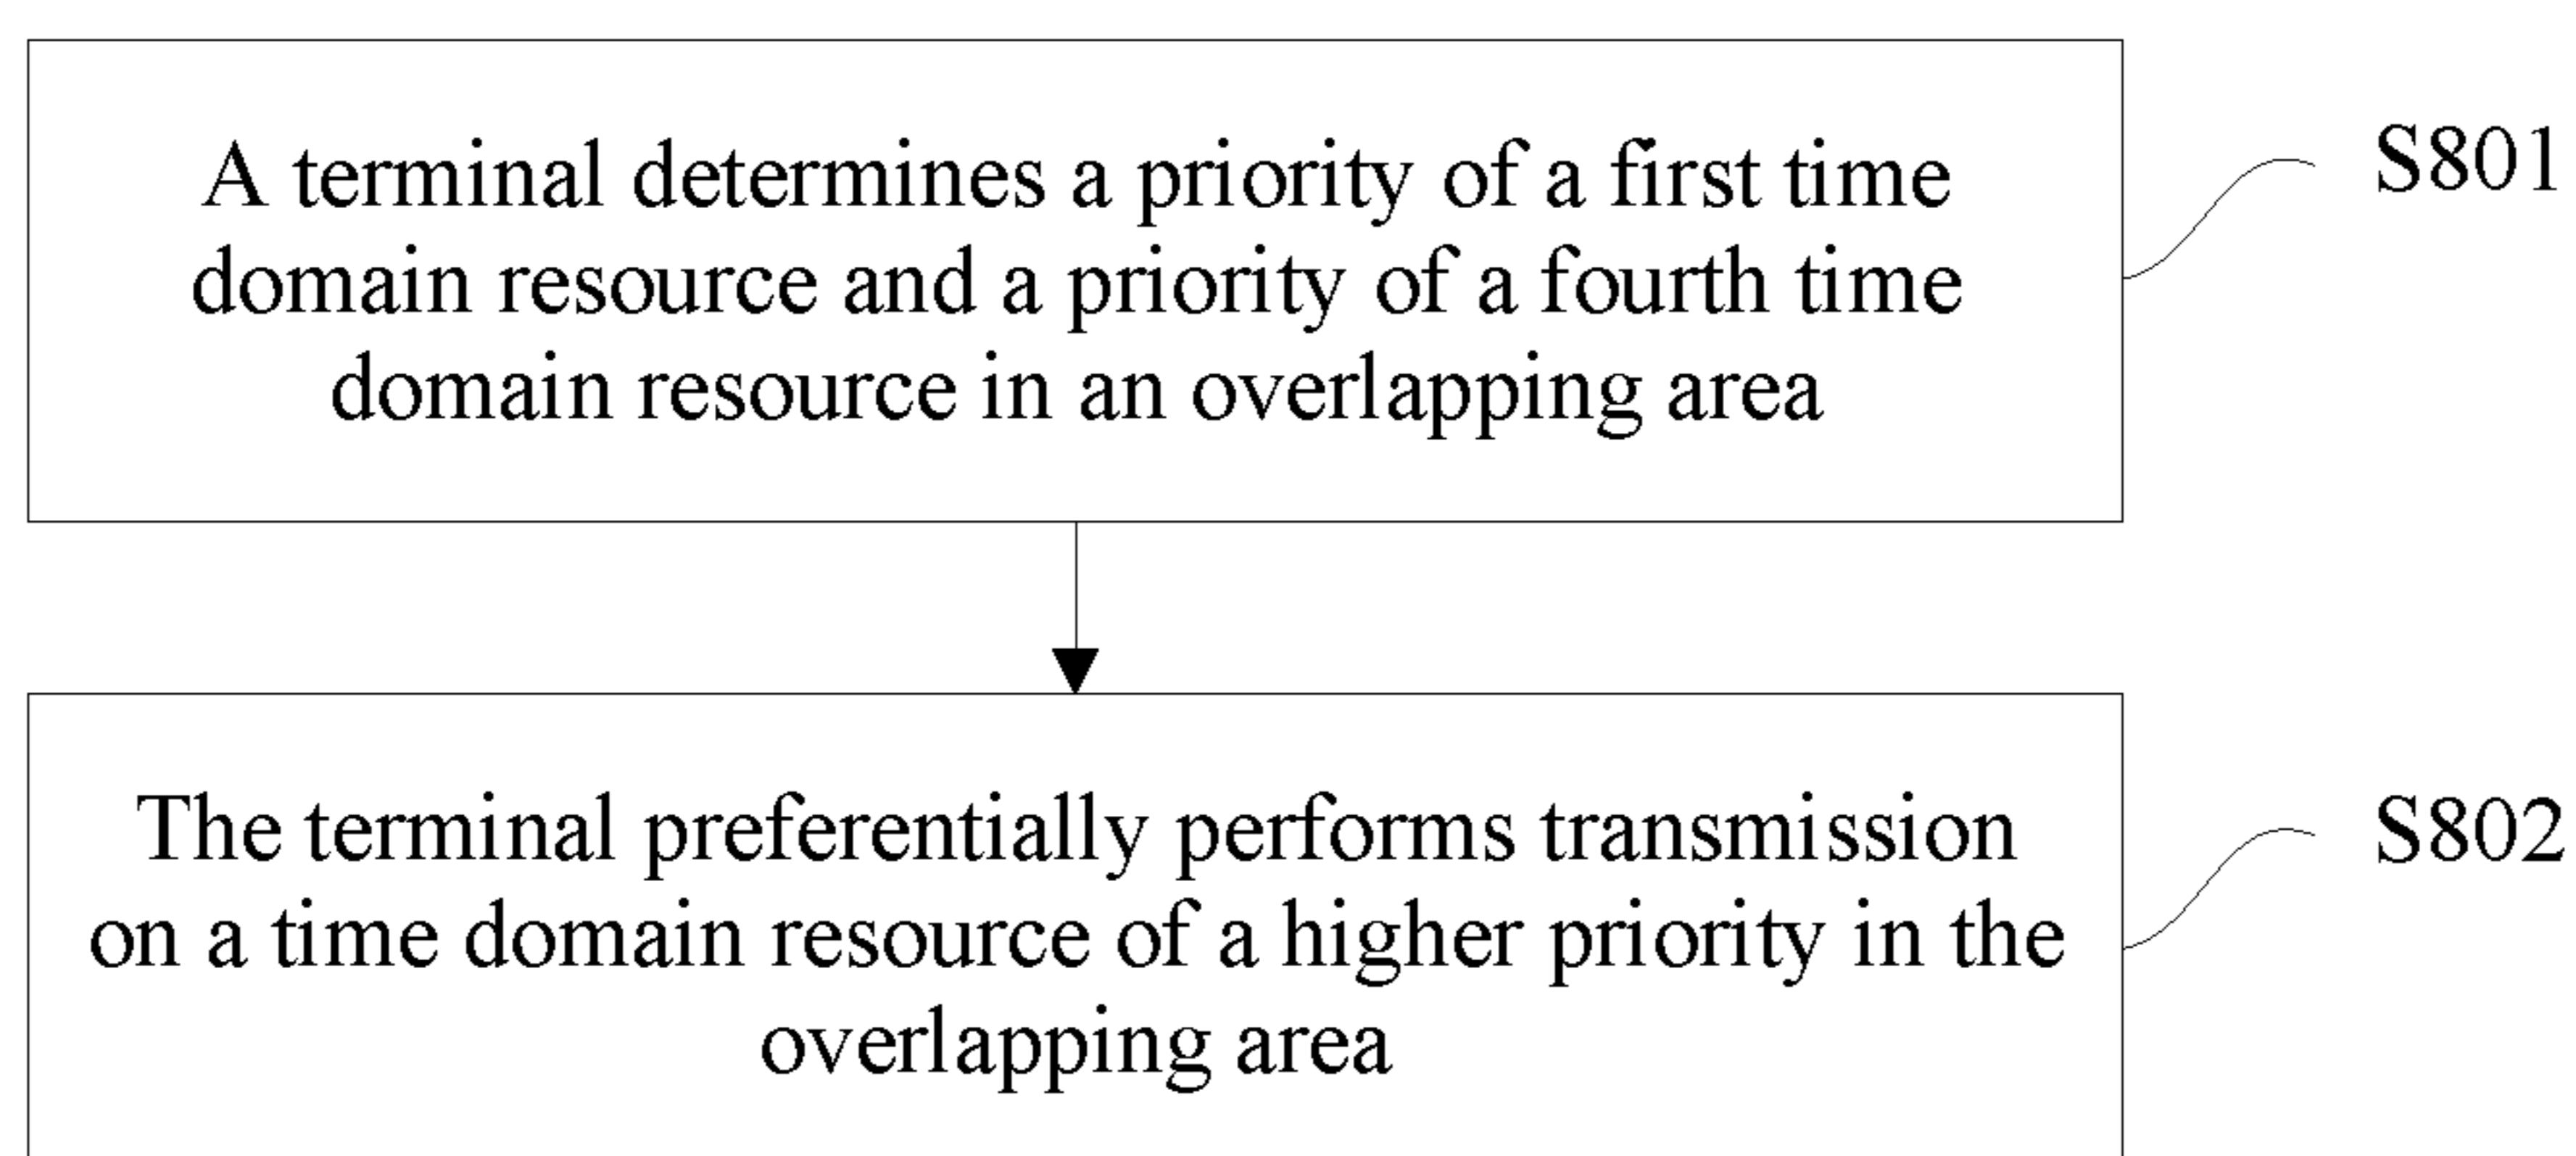 A terminal determines a priority of a first time
domain resource and a priority of a fourth time
domain resource in an overlapping area
S801
The terminal preferentially performs transmission
on a time domain resource of a higher priority in the
overlapping area
S802